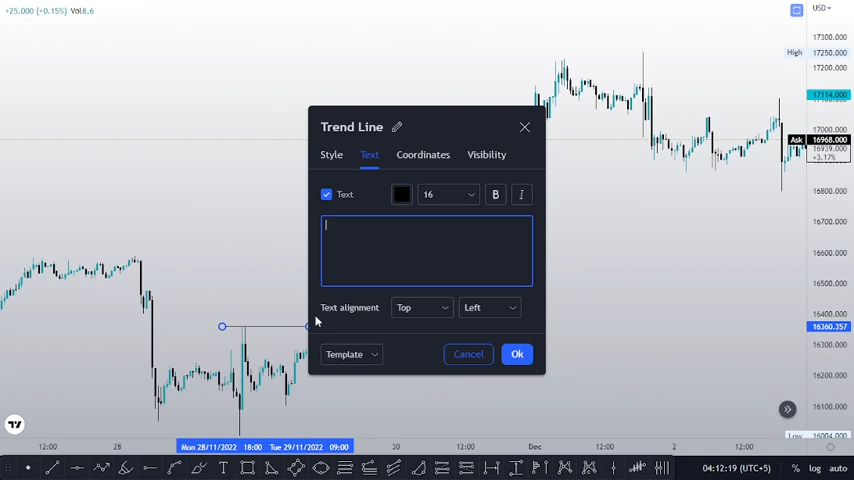 +25.000 (+0.15%) Vol8.6
USD
17300.000
High 17250.000
17200.000
17114.000
17000.000
Ask 16968.000
16939.000
+3.17%
16800.000
16700.000
16600.000
16500.000
16400.000
16360.357
16300.000
16200.000
16100.000
Low 16004.000
Trend Line
Style Text Coordinates Visibility
Text 16 B I
Text alignment Top Left
Template Cancel Ok
12:00 28 Mon 28/11/2022 18:00 Tue 29/11/2022 30 12:00 Dec 12:00 2 12:00
04:12:19 (UTC+5) % log auto